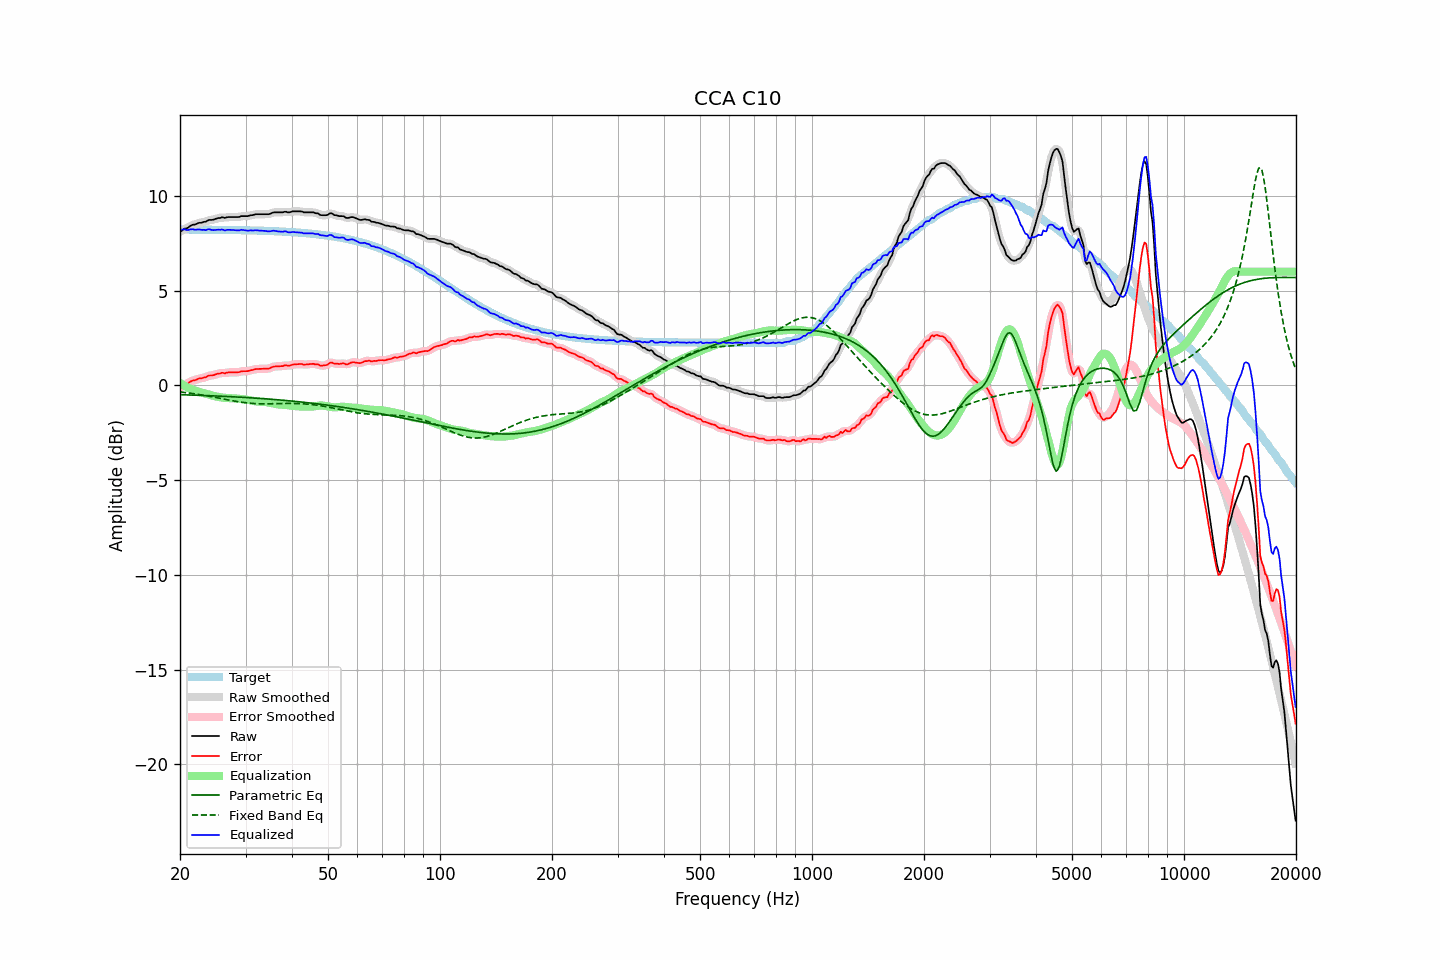 CCA C10
Amplitude (dBr)
10
5
0
−5
−10
−15
−20
Target
Raw Smoothed
Error Smoothed
Raw
Error
Equalization
Parametric Eq
Fixed Band Eq
Equalized
20 50 100 200 500 1000 2000 5000 10000 20000
Frequency (Hz)